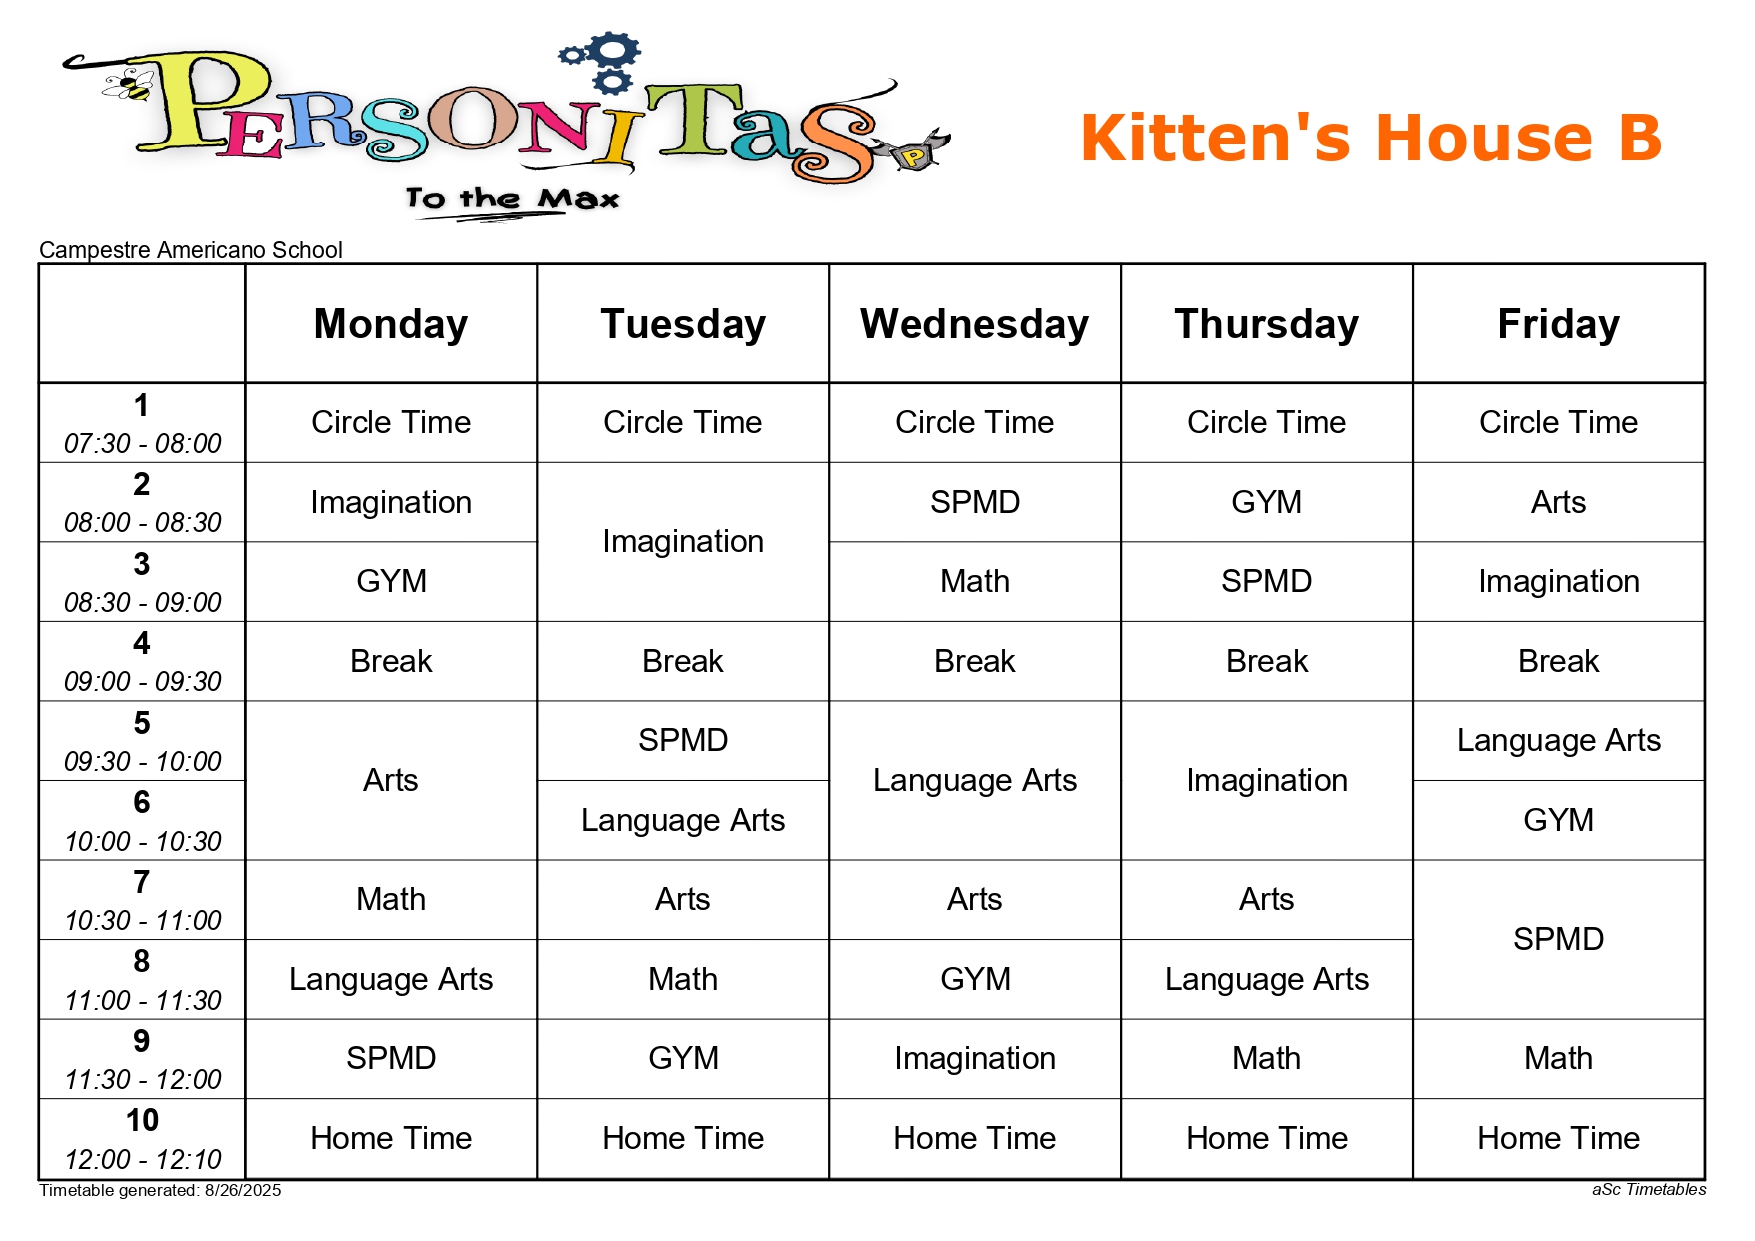 PERSONITAS
P
To the Max
Kitten's House B
Campestre Americano School
Monday Tuesday Wednesday Thursday Friday
1
07:30 - 08:00
Circle Time Circle Time Circle Time Circle Time Circle Time
2
08:00 - 08:30
Imagination Imagination SPMD GYM Arts
3
08:30 - 09:00
GYM Math SPMD Imagination
4
09:00 - 09:30
Break Break Break Break Break
5
09:30 - 10:00
Arts SPMD Language Arts Imagination Language Arts
6
10:00 - 10:30
Language Arts GYM
7
10:30 - 11:00
Math Arts Arts Arts SPMD
8
11:00 - 11:30
Language Arts Math GYM Language Arts
9
11:30 - 12:00
SPMD GYM Imagination Math Math
10
12:00 - 12:10
Home Time Home Time Home Time Home Time Home Time
Timetable generated: 8/26/2025
aSc Timetables